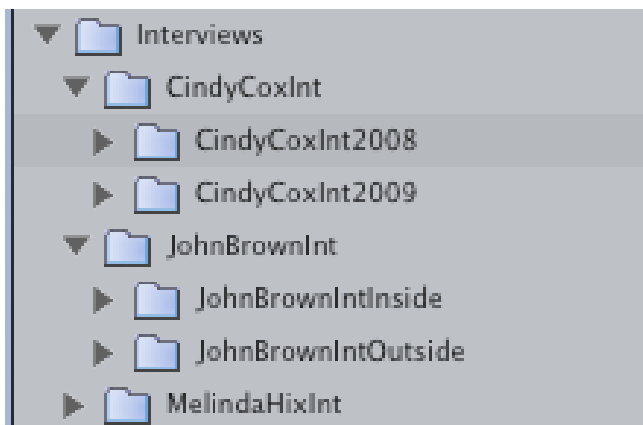 Interviews
CindyCoxInt
CindyCoxInt2008
CindyCoxInt2009
JohnBrownInt
JohnBrownIntInside
JohnBrownIntOutside
MelindaHixInt